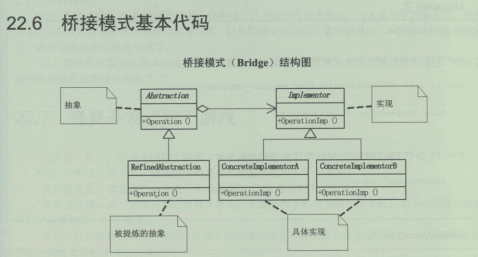 22.6 桥接模式基本代码
桥接模式（Bridge）结构图
抽象
Abstraction
+Operation ()
Implementor
+OperationImp ()
实现
RefinedAbstraction
+Operation ()
ConcreteImplementorA
+OperationImp ()
ConcreteImplementorB
+OperationImp ()
被提炼的抽象
具体实现